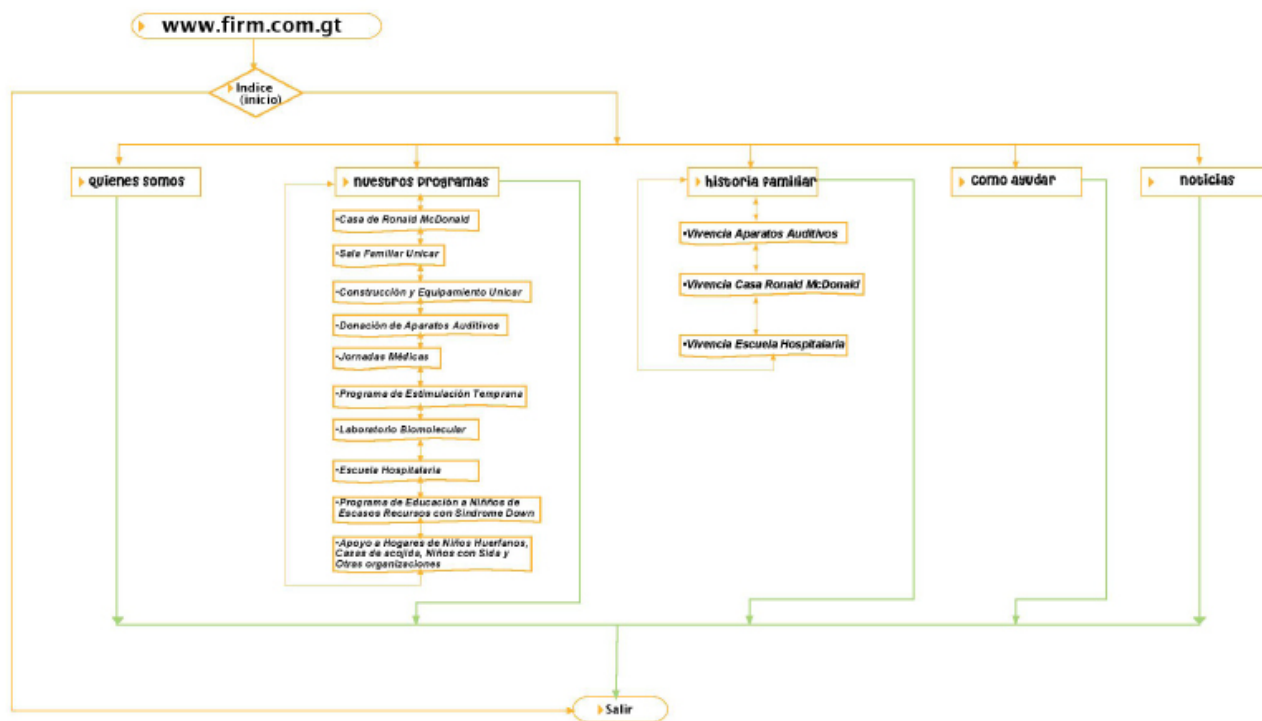 www.firm.com.gt
Indice
(inicio)
quienes somos
nuestros programas
historia familiar
como ayudar
noticias
•Casa de Ronald McDonald
•Sala Familiar Unicar
•Construcción y Equipamiento Unicar
•Donación de Aparatos Auditivos
•Jornadas Médicas
•Programa de Estimulación Temprana
•Laboratorio Biomolecular
•Escuela Hospitalaria
•Programa de Educación a Niñños de
Escasos Recursos con Sindrome Down
•Apoyo a Hogares de Niños Huerfanos,
Casas de acojida, Niños con Sida y
Otras organizaciones
•Vivencia Aparatos Auditivos
•Vivencia Casa Ronald McDonald
•Vivencia Escuela Hospitalaria
Salir